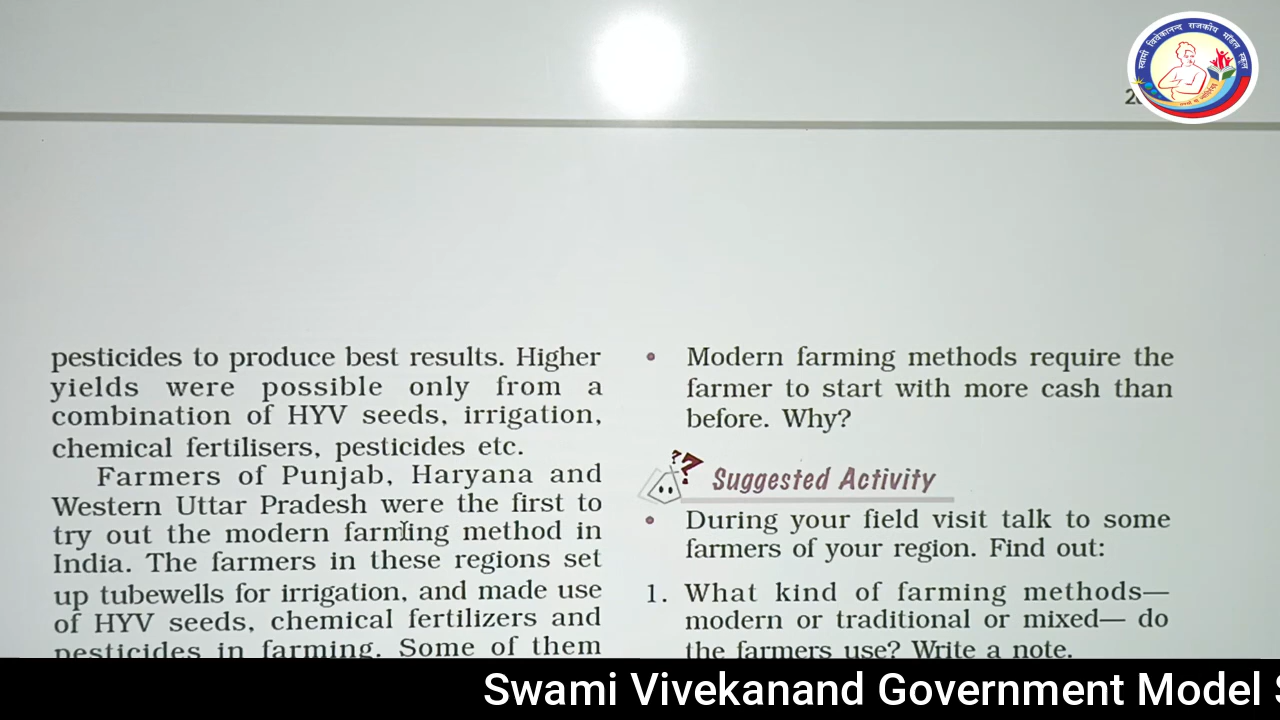 स्वामी विवेकानन्द राजकीय मॉडल स्कूल
pesticides to produce best results. Higher
yields were possible only from a
combination of HYV seeds, irrigation,
chemical fertilisers, pesticides etc.
Farmers of Punjab, Haryana and
Western Uttar Pradesh were the first to
try out the modern farming method in
India. The farmers in these regions set
up tubewells for irrigation, and made use
of HYV seeds, chemical fertilizers and
pesticides in farming. Some of them
Modern farming methods require the
farmer to start with more cash than
before. Why?
Suggested Activity
During your field visit talk to some
farmers of your region. Find out:
1. What kind of farming methods—
modern or traditional or mixed— do
the farmers use? Write a note.
Swami Vivekanand Government Model